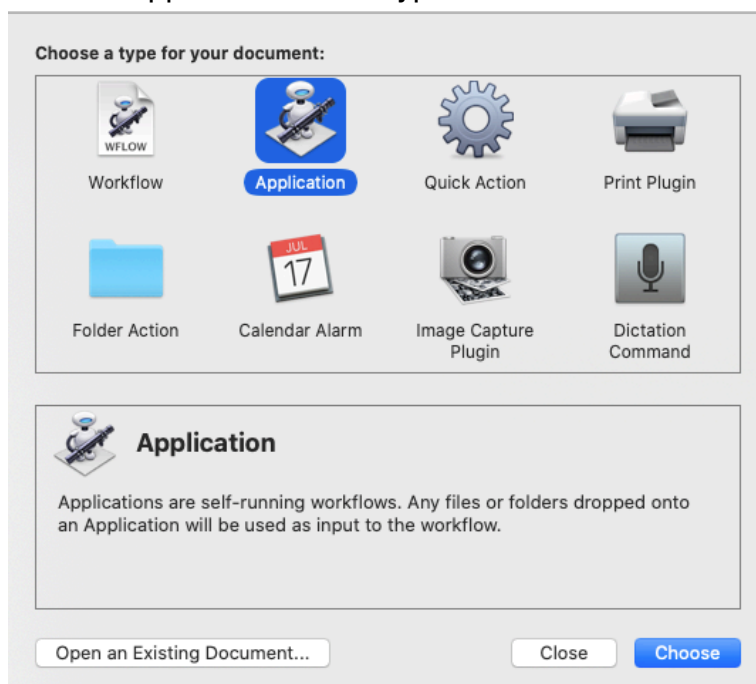 Choose a type for your document:
WFLOW
Workflow
Application
Quick Action
Print Plugin
JUL
17
Folder Action
Calendar Alarm
Image Capture
Plugin
Dictation
Command
Application
Applications are self-running workflows. Any files or folders dropped onto
an Application will be used as input to the workflow.
Open an Existing Document...
Close
Choose